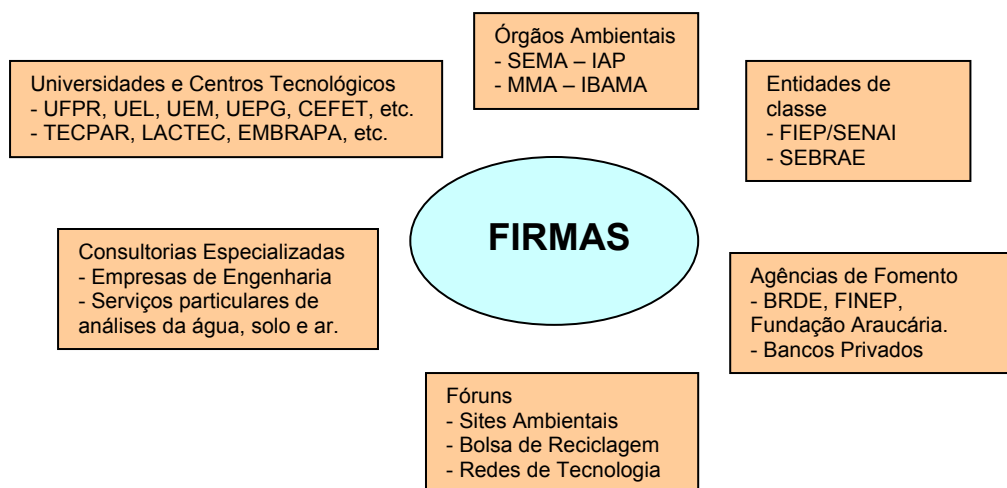 Órgãos Ambientais
- SEMA – IAP
- MMA – IBAMA
Universidades e Centros Tecnológicos
- UFPR, UEL, UEM, UEPG, CEFET, etc.
- TECPAR, LACTEC, EMBRAPA, etc.
Entidades de
classe
- FIEP/SENAI
- SEBRAE
FIRMAS
Consultorias Especializadas
- Empresas de Engenharia
- Serviços particulares de
análises da água, solo e ar.
Agências de Fomento
- BRDE, FINEP,
Fundação Araucária.
- Bancos Privados
Fóruns
- Sites Ambientais
- Bolsa de Reciclagem
- Redes de Tecnologia